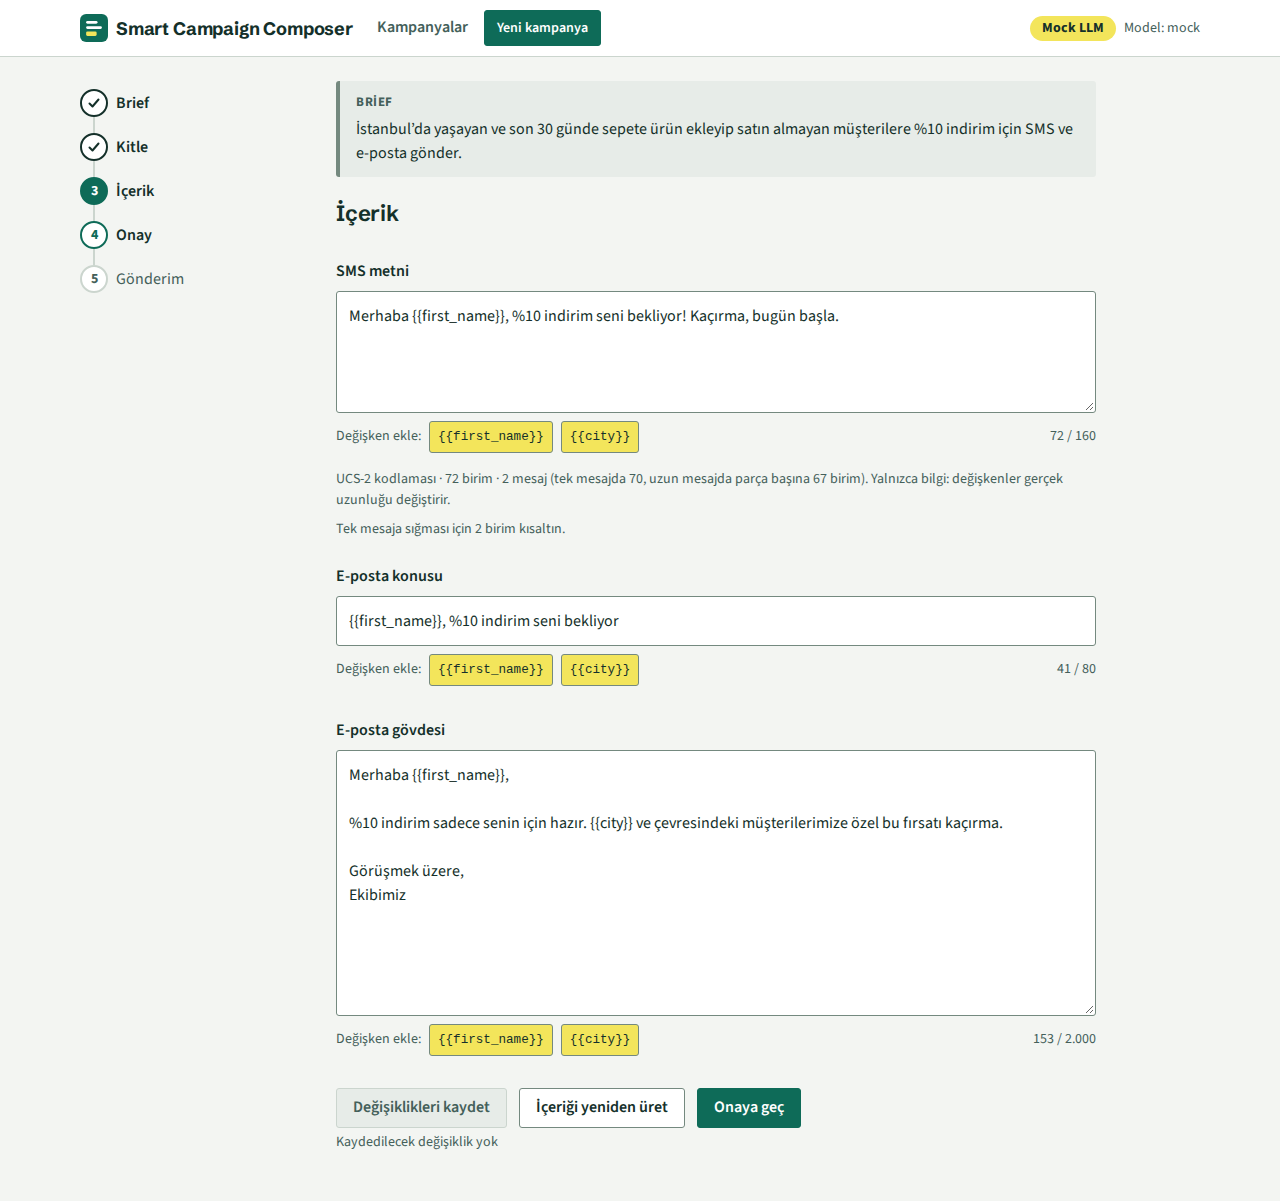 Smart Campaign Composer
Kampanyalar
Yeni kampanya
Mock LLM
Model: mock
Brief
Kitle
3 İçerik
4 Onay
5 Gönderim
BRİEF
İstanbul’da yaşayan ve son 30 günde sepete ürün ekleyip satın almayan müşterilere %10 indirim için SMS ve
e-posta gönder.
İçerik
SMS metni
Merhaba {{first_name}}, %10 indirim seni bekliyor! Kaçırma, bugün başla.
Değişken ekle: {{first_name}} {{city}} 72 / 160
UCS-2 kodlaması · 72 birim · 2 mesaj (tek mesajda 70, uzun mesajda parça başına 67 birim). Yalnızca bilgi: değişkenler gerçek
uzunluğu değiştirir.
Tek mesaja sığması için 2 birim kısaltın.
E-posta konusu
{{first_name}}, %10 indirim seni bekliyor
Değişken ekle: {{first_name}} {{city}} 41 / 80
E-posta gövdesi
Merhaba {{first_name}},
%10 indirim sadece senin için hazır. {{city}} ve çevresindeki müşterilerimize özel bu fırsatı kaçırma.
Görüşmek üzere,
Ekibimiz
Değişken ekle: {{first_name}} {{city}} 153 / 2.000
Değişiklikleri kaydet
İçeriği yeniden üret
Onaya geç
Kaydedilecek değişiklik yok